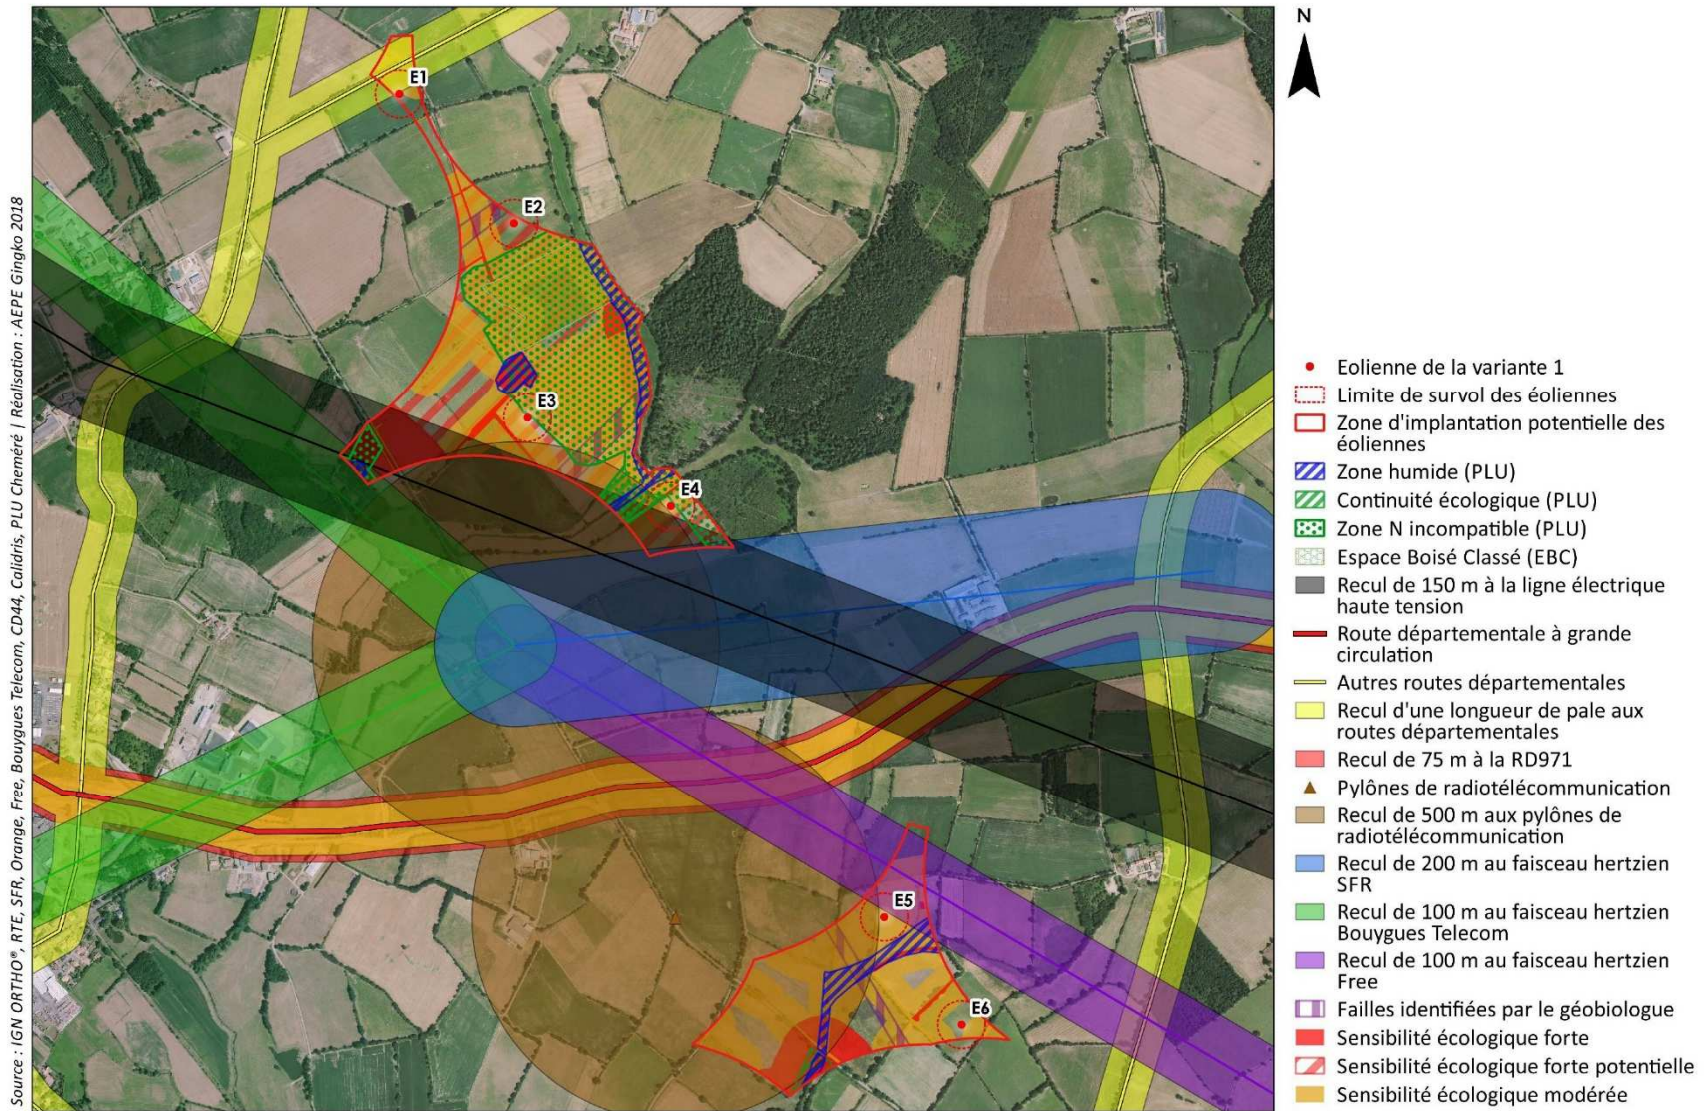 N
E1
E2
E3
E4
E5
E6
Source : IGN ORTHO®, RTE, SFR, Orange, Free, Bouygues Telecom, CD44, Calidris, PLU Chemeré | Réalisation : AEPE Gingko 2018
Eolienne de la variante 1
Limite de survol des éoliennes
Zone d'implantation potentielle des
éoliennes
Zone humide (PLU)
Continuité écologique (PLU)
Zone N incompatible (PLU)
Espace Boisé Classé (EBC)
Recul de 150 m à la ligne électrique
haute tension
Route départementale à grande
circulation
Autres routes départementales
Recul d'une longueur de pale aux
routes départementales
Recul de 75 m à la RD971
Pylônes de radiotélécommunication
Recul de 500 m aux pylônes de
radiotélécommunication
Recul de 200 m au faisceau hertzien
SFR
Recul de 100 m au faisceau hertzien
Bouygues Telecom
Recul de 100 m au faisceau hertzien
Free
Failles identifiées par le géobiologue
Sensibilité écologique forte
Sensibilité écologique forte potentielle
Sensibilité écologique modérée